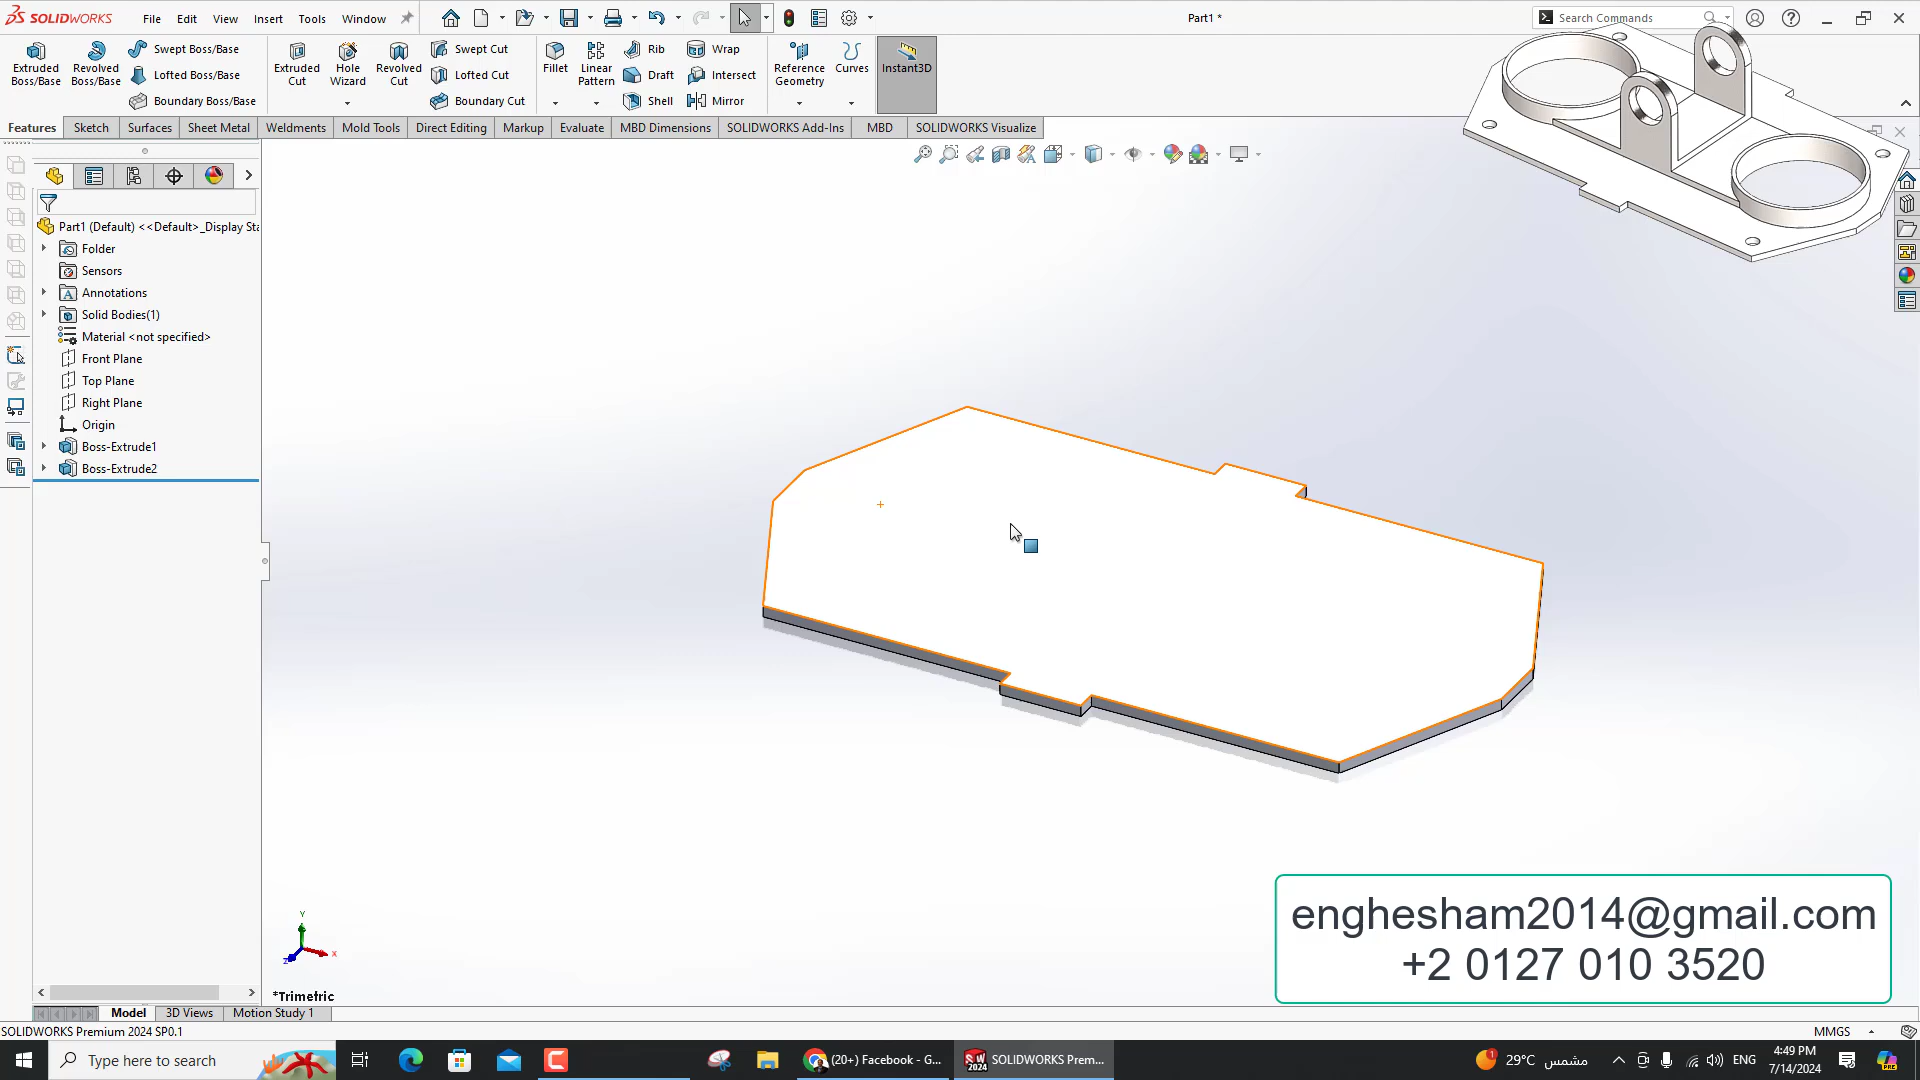 SOLIDWORKS File Edit View Insert Tools Window Part1 * Search Commands
Extruded Boss/Base
Revolved Boss/Base
Swept Boss/Base
Lofted Boss/Base
Boundary Boss/Base
Extruded Cut
Hole Wizard
Revolved Cut
Swept Cut
Lofted Cut
Boundary Cut
Fillet
Linear Pattern
Rib
Draft
Shell
Wrap
Intersect
Mirror
Reference Geometry
Curves
Instant3D
Features Sketch Surfaces Sheet Metal Weldments Mold Tools Direct Editing Markup Evaluate MBD Dimensions SOLIDWORKS Add-Ins MBD SOLIDWORKS Visualize
Part1 (Default) <<Default>_Display Sta
Folder
Sensors
Annotations
Solid Bodies(1)
Material <not specified>
Front Plane
Top Plane
Right Plane
Origin
Boss-Extrude1
Boss-Extrude2
Y
X
Z
*Trimetric
enghesham2014@gmail.com
+2 0127 010 3520
Model 3D Views Motion Study 1
SOLIDWORKS Premium 2024 SP0.1 MMGS
Type here to search
(20+) Facebook - G...
SOLIDWORKS Prem...
29°C مشمس
ENG
4:49 PM
7/14/2024